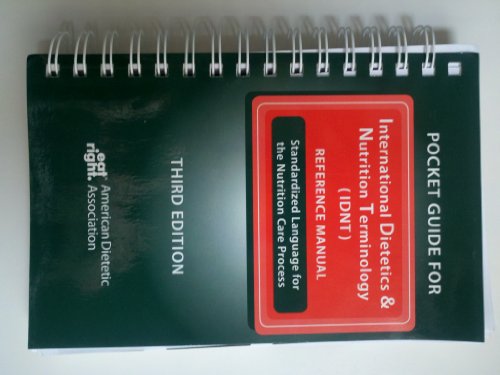 POCKET GUIDE FOR
International Dietetics &
Nutrition Terminology
(IDNT)
REFERENCE MANUAL
Standardized Language for
the Nutrition Care Process
THIRD EDITION
eat
right.
American Dietetic
Association